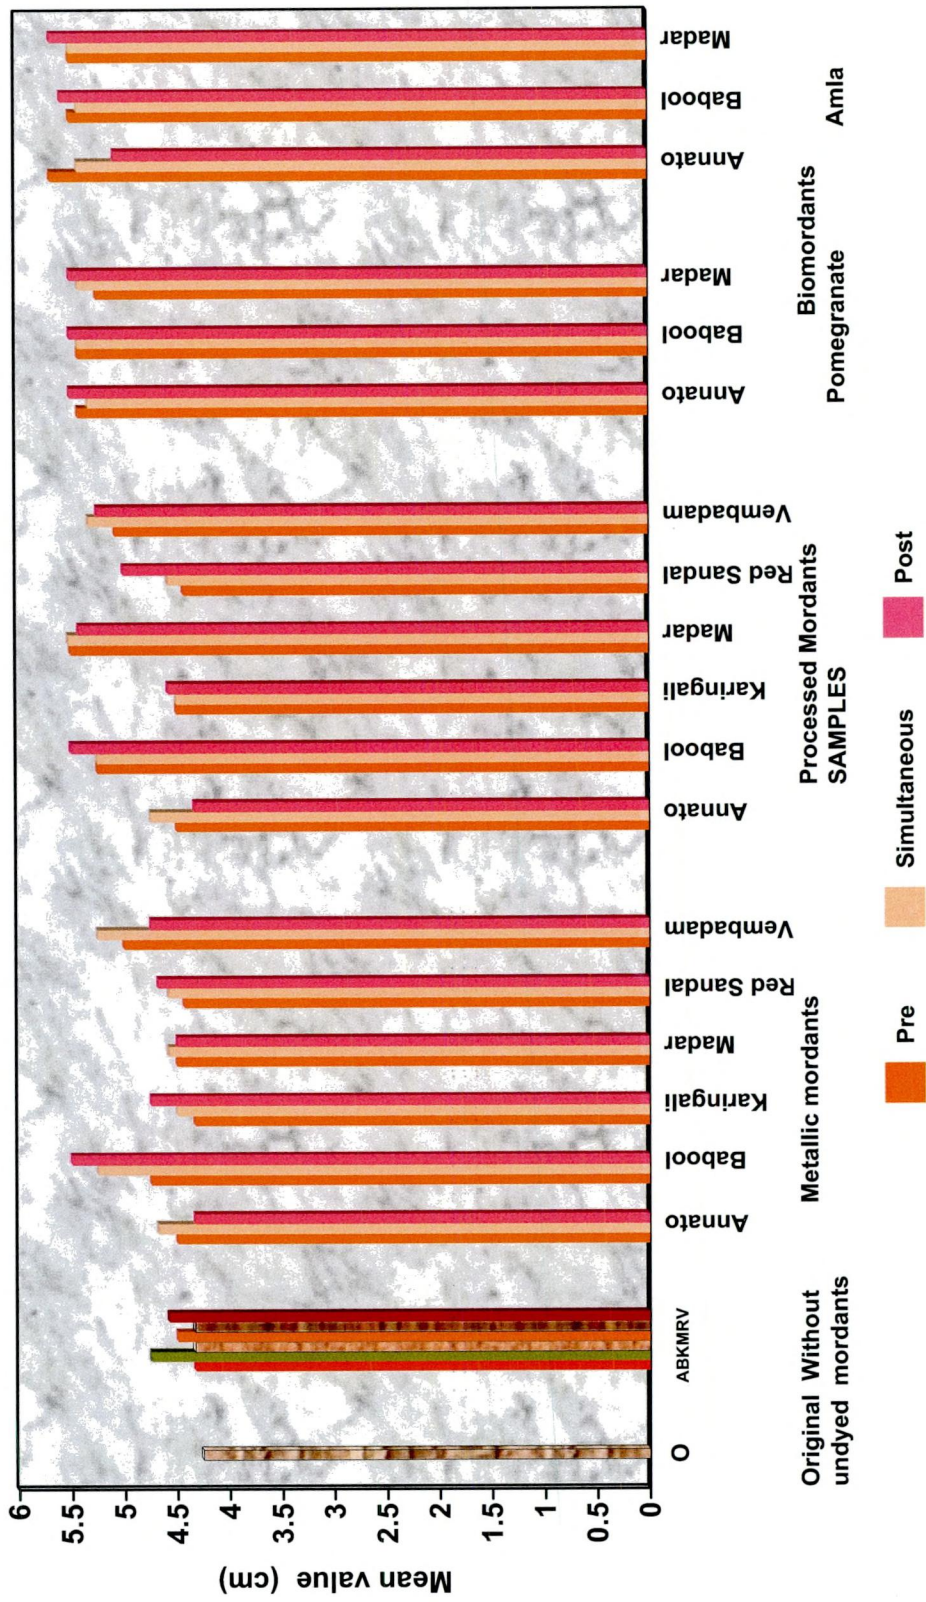 Mean value (cm)
6
5.5
5
4.5
4
3.5
3
2.5
2
1.5
1
0.5
0
O
ABKMRV
Annato
Babool
Karingali
Madar
Red Sandal
Vembadam
Annato
Babool
Karingali
Madar
Red Sandal
Vembadam
Annato
Babool
Madar
Annato
Babool
Madar
Original Without
undyed mordants
Metallic mordants
Processed Mordants
Biomordants
Pomegranate
Amla
SAMPLES
Pre
Simultaneous
Post